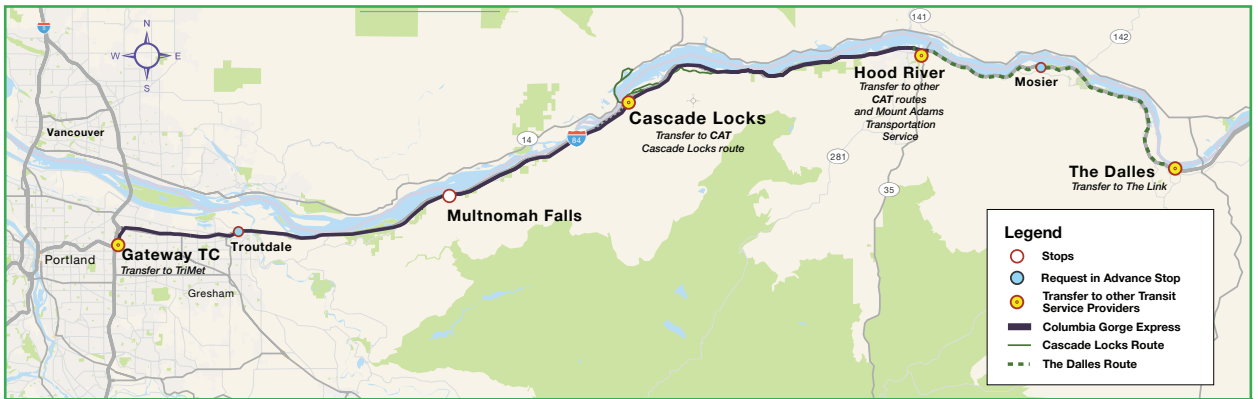 5
N
W
E
S
141
142
Vancouver
14
84
Cascade Locks
Transfer to CAT
Cascade Locks route
Hood River
Transfer to other
CAT routes
and Mount Adams
Transportation
Service
Mosier
281
35
The Dalles
Transfer to The Link
Multnomah Falls
Troutdale
Gateway TC
Transfer to TriMet
Portland
Gresham
Legend
Stops
Request in Advance Stop
Transfer to other Transit
Service Providers
Columbia Gorge Express
Cascade Locks Route
The Dalles Route